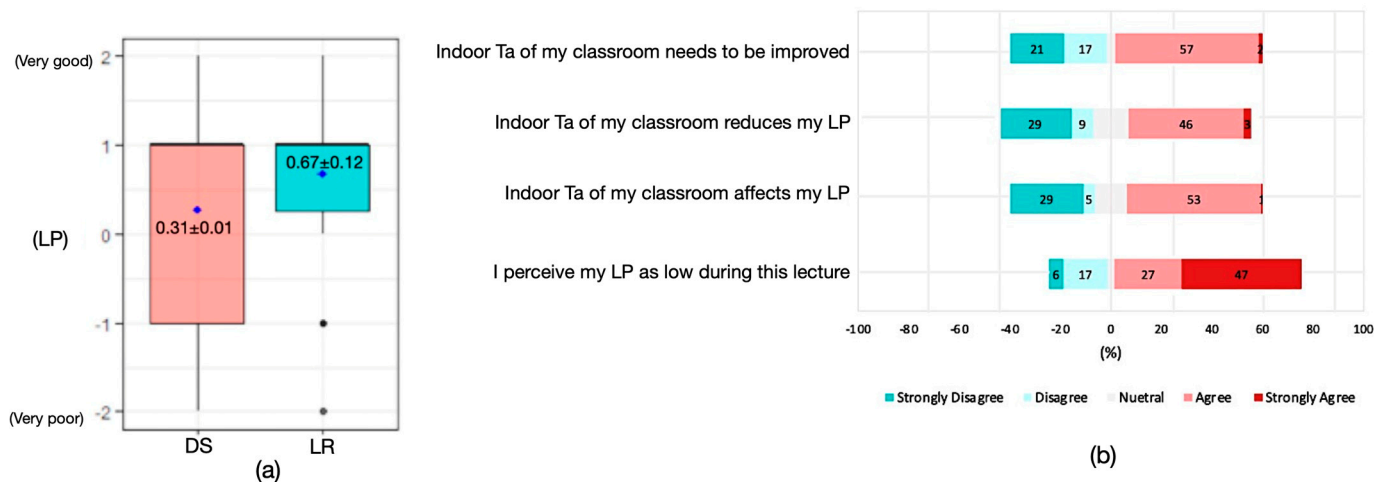 (Very good)
2
1
(LP)
0
-1
(Very poor)
-2
0.31±0.01
0.67±0.12
DS
LR
(a)
Indoor Ta of my classroom needs to be improved
21 17 57 2
Indoor Ta of my classroom reduces my LP
29 9 46 3
Indoor Ta of my classroom affects my LP
29 5 53 1
I perceive my LP as low during this lecture
6 17 27 47
-100 -80 -60 -40 -20 0 20 40 60 80 100
(%)
Strongly Disagree Disagree Nuetral Agree Strongly Agree
(b)